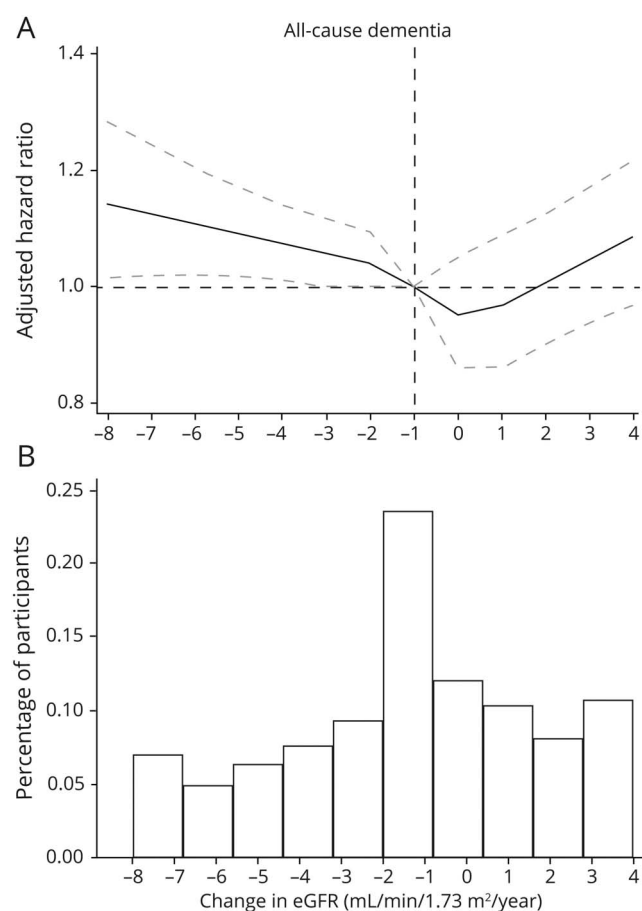 A
All-cause dementia
Adjusted hazard ratio
1.4
1.2
1.0
0.8
–8 –7 –6 –5 –4 –3 –2 –1 0 1 2 3 4
B
Percentage of participants
0.25
0.20
0.15
0.10
0.05
0.00
–8 –7 –6 –5 –4 –3 –2 –1 0 1 2 3 4
Change in eGFR (mL/min/1.73 m²/year)